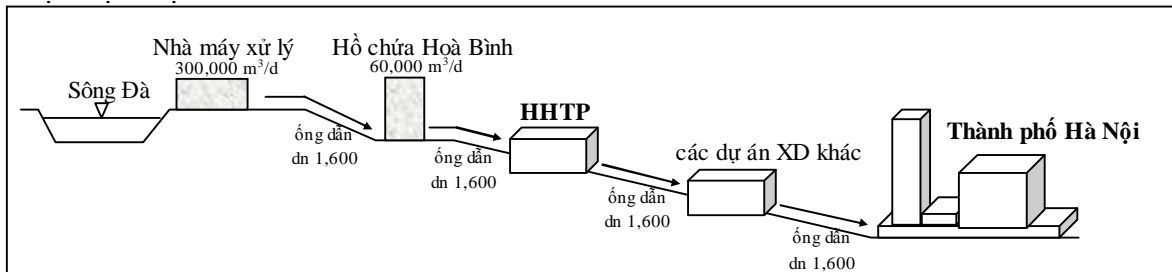 Sông Đà
Nhà máy xử lý
300,000 m³/d
ống dẫn
dn 1,600
Hồ chứa Hoà Bình
60,000 m³/d
ống dẫn
dn 1,600
HHTP
ống dẫn
dn 1,600
các dự án XD khác
ống dẫn
dn 1,600
Thành phố Hà Nội